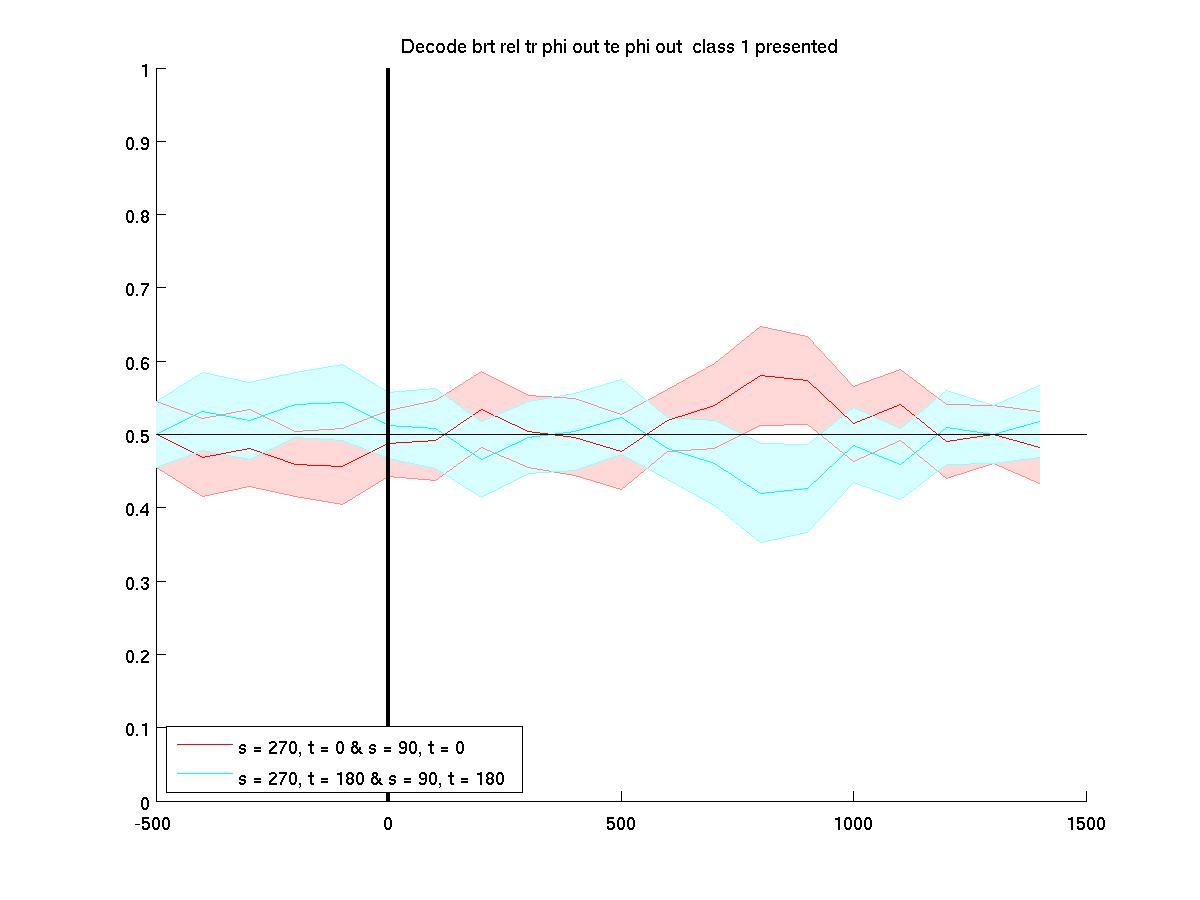 Decode brt rel tr phi out te phi out  class 1 presented
1
0.9
0.8
0.7
0.6
0.5
0.4
0.3
0.2
0.1
0
s = 270, t = 0 & s = 90, t = 0
s = 270, t = 180 & s = 90, t = 180
-500 0 500 1000 1500